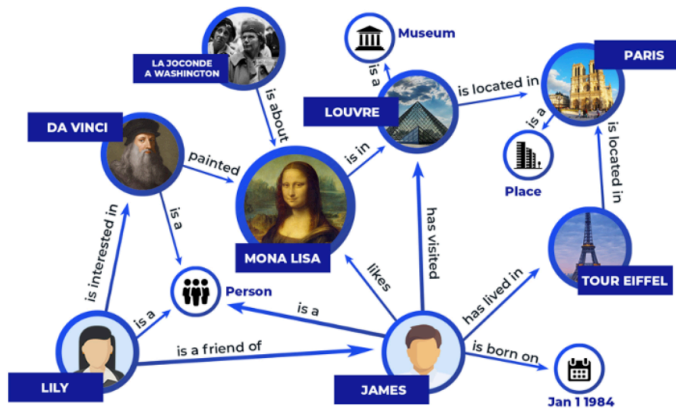 Museum
PARIS
LA JOCONDE
A WASHINGTON
is a
is located in
LOUVRE
is about
DA VINCI
is a
is located in
painted
is in
Place
is interested in
is a
has visited
MONA LISA
TOUR EIFFEL
Person
likes
has lived in
is a
is a
is a friend of
is born on
LILY
JAMES
Jan 1 1984